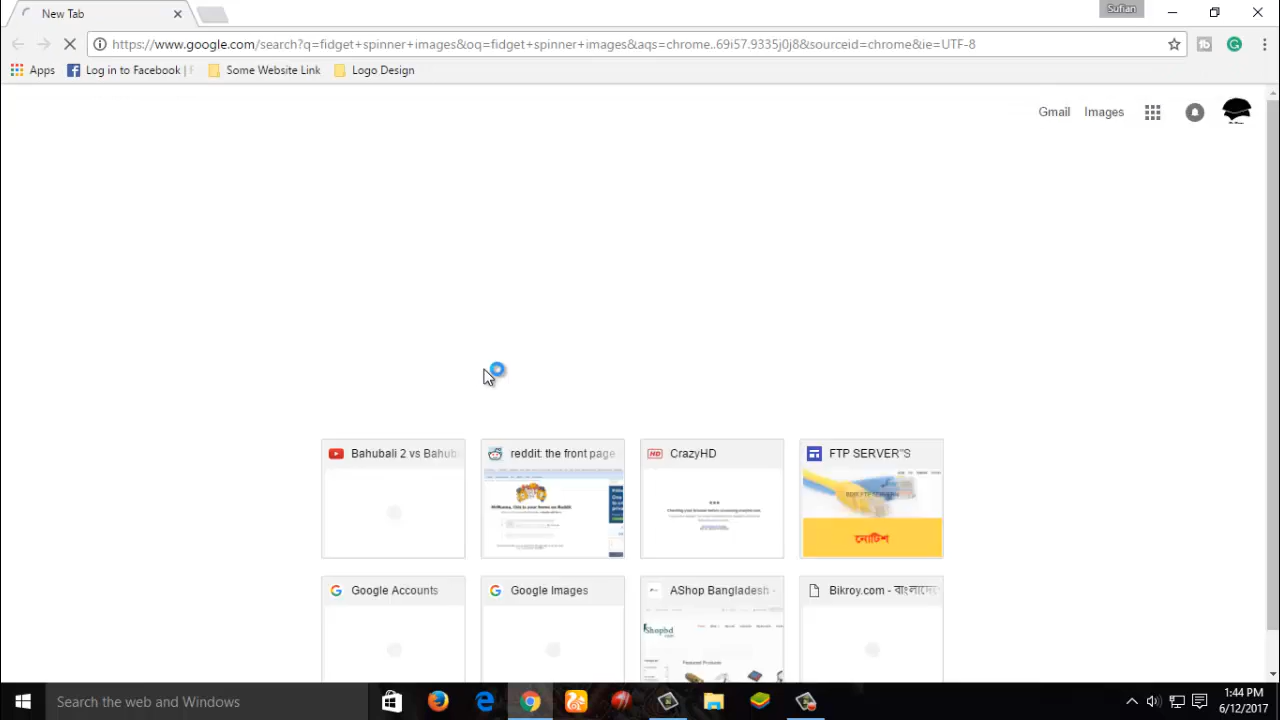 New Tab
Sufian
https://www.google.com/search?q=fidget+spinner+images&oq=fidget+spinner+images&aqs=chrome..69i57.9335j0j8&sourceid=chrome&ie=UTF-8
Apps Log in to Facebook | Some Website Link Logo Design
Gmail Images
Bahubali 2 vs Bahub reddit: the front page CrazyHD FTP SERVER"S
নোটিশ
Google Accounts Google Images AShop Bangladesh - Bikroy.com - বাংলাদেশে
Featured Products
Search the web and Windows
1:44 PM
6/12/2017